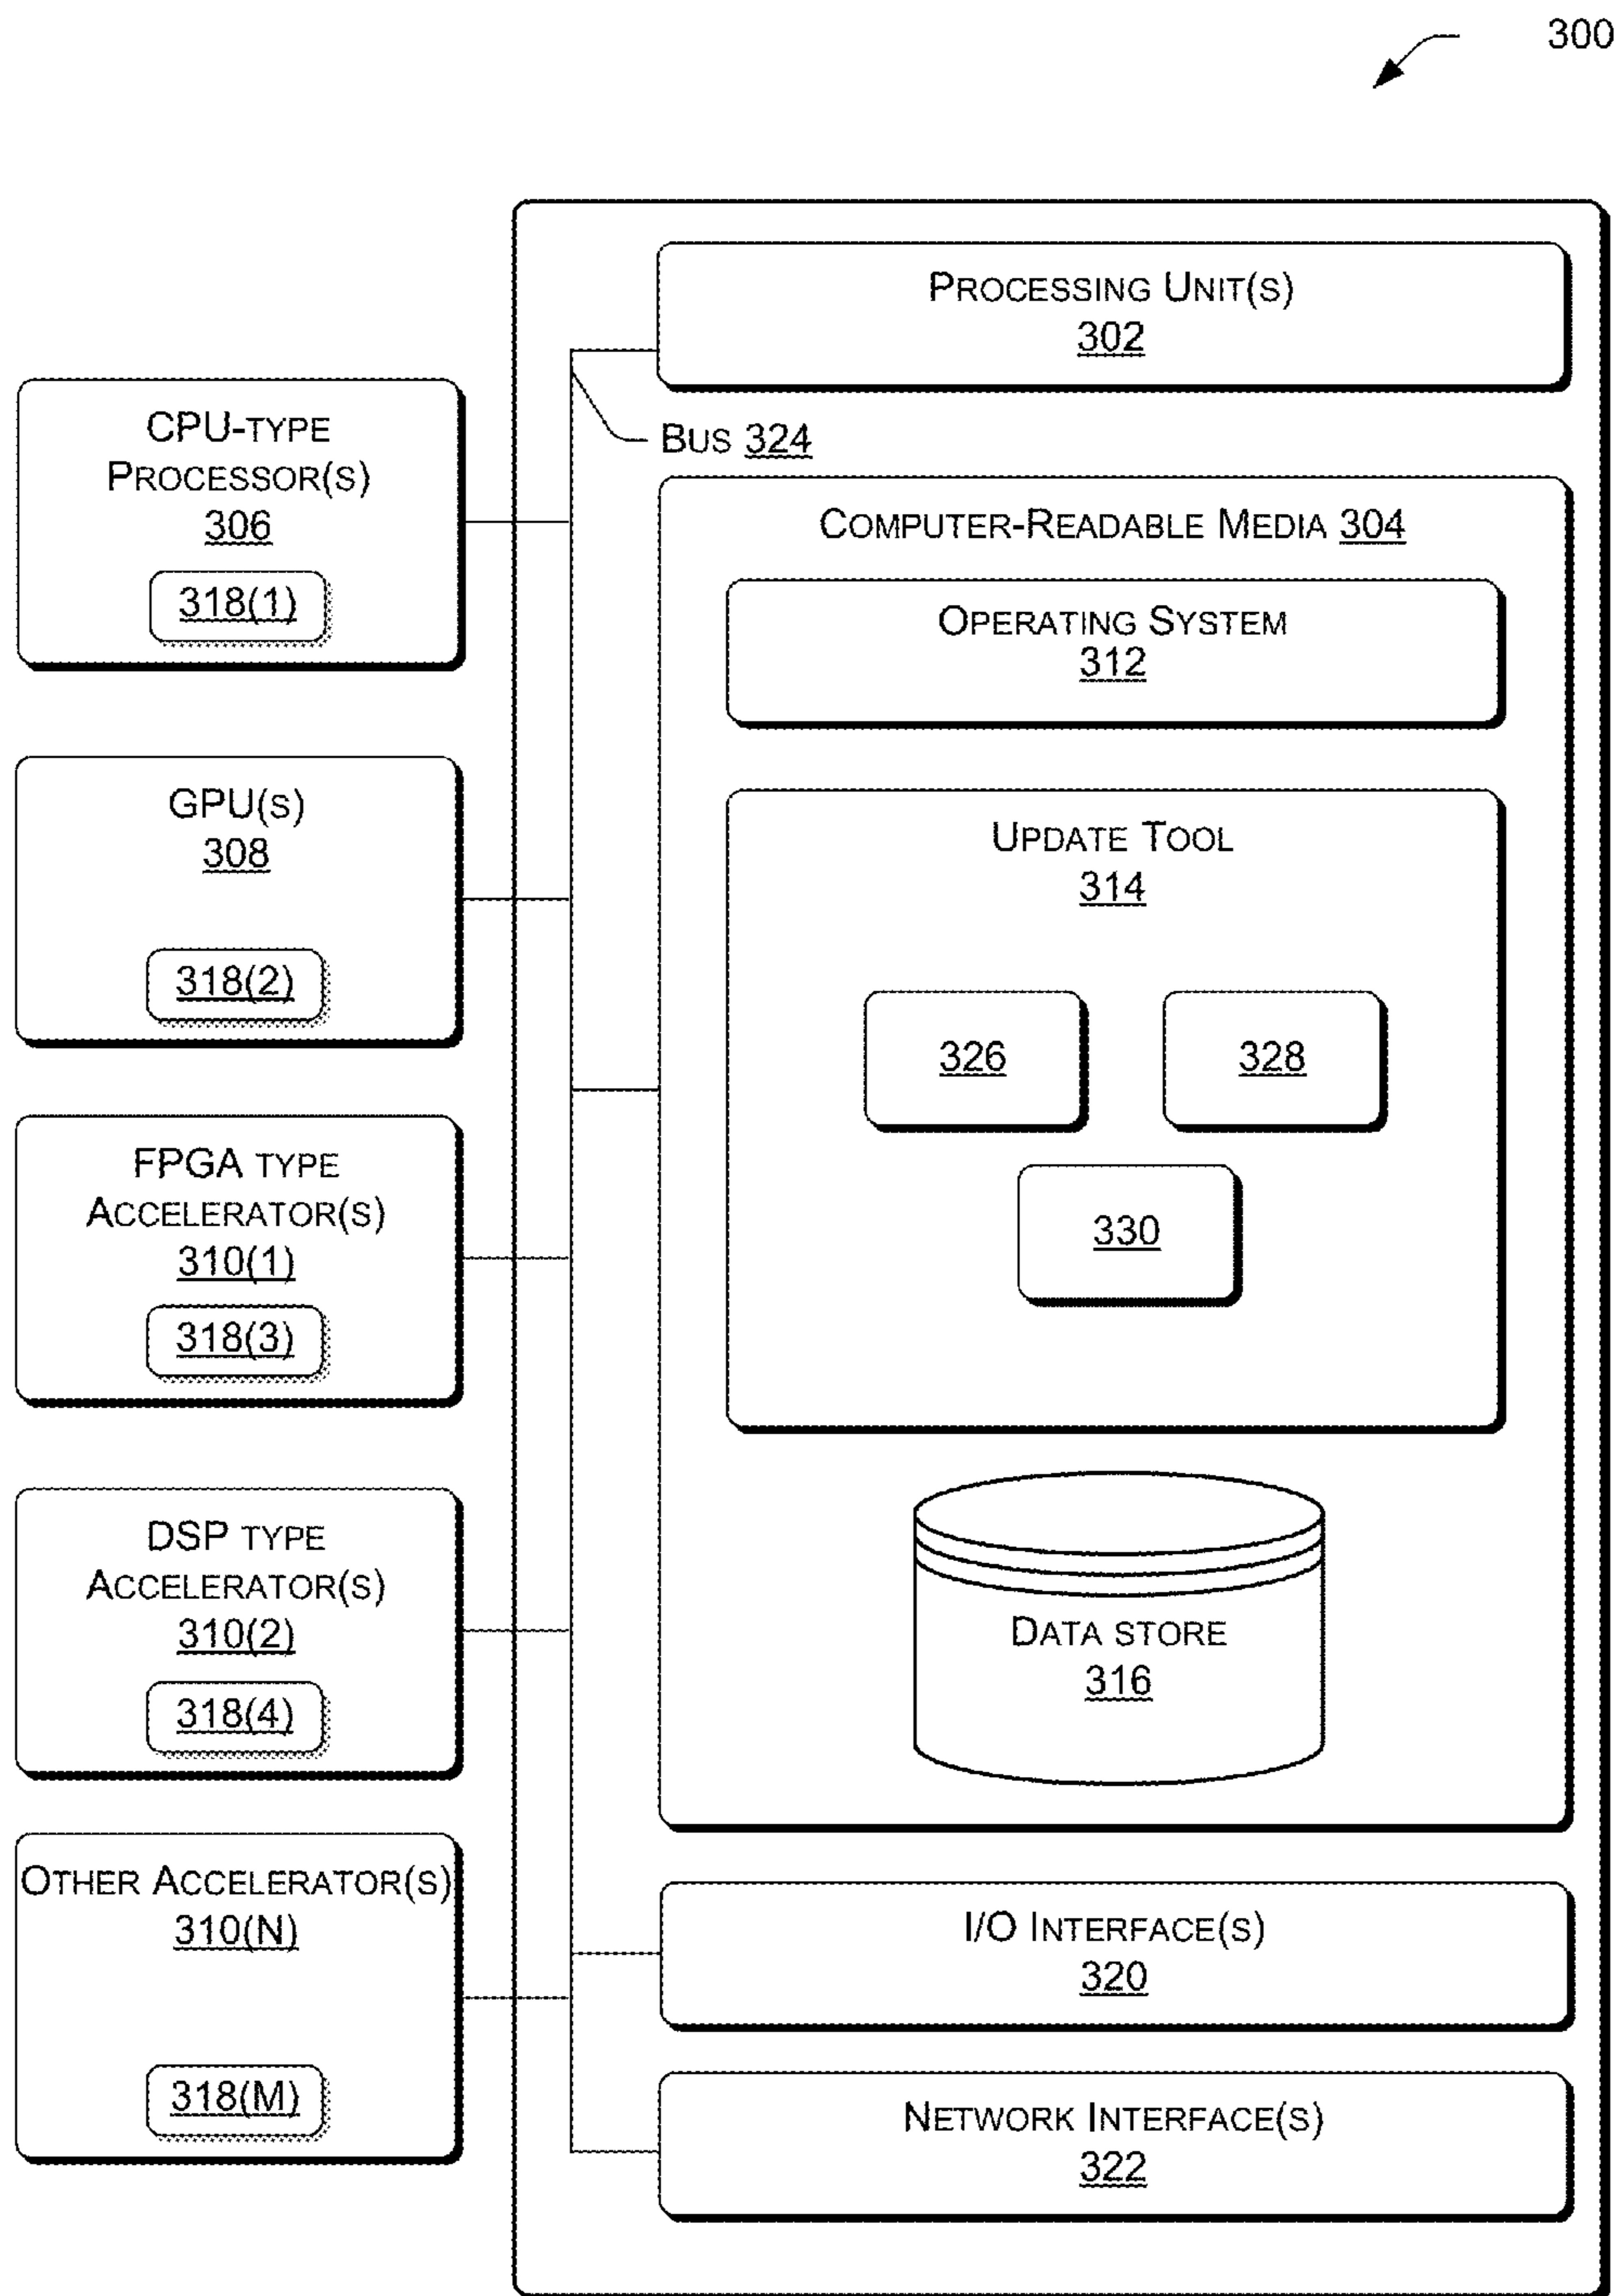 300
PROCESSING UNIT(S)
302
BUS 324
CPU-TYPE
PROCESSOR(S)
306
318(1)
GPU(S)
308
318(2)
FPGA TYPE
ACCELERATOR(S)
310(1)
318(3)
DSP TYPE
ACCELERATOR(S)
310(2)
318(4)
OTHER ACCELERATOR(S)
310(N)
318(M)
COMPUTER-READABLE MEDIA 304
OPERATING SYSTEM
312
UPDATE TOOL
314
326
328
330
DATA STORE
316
I/O INTERFACE(S)
320
NETWORK INTERFACE(S)
322